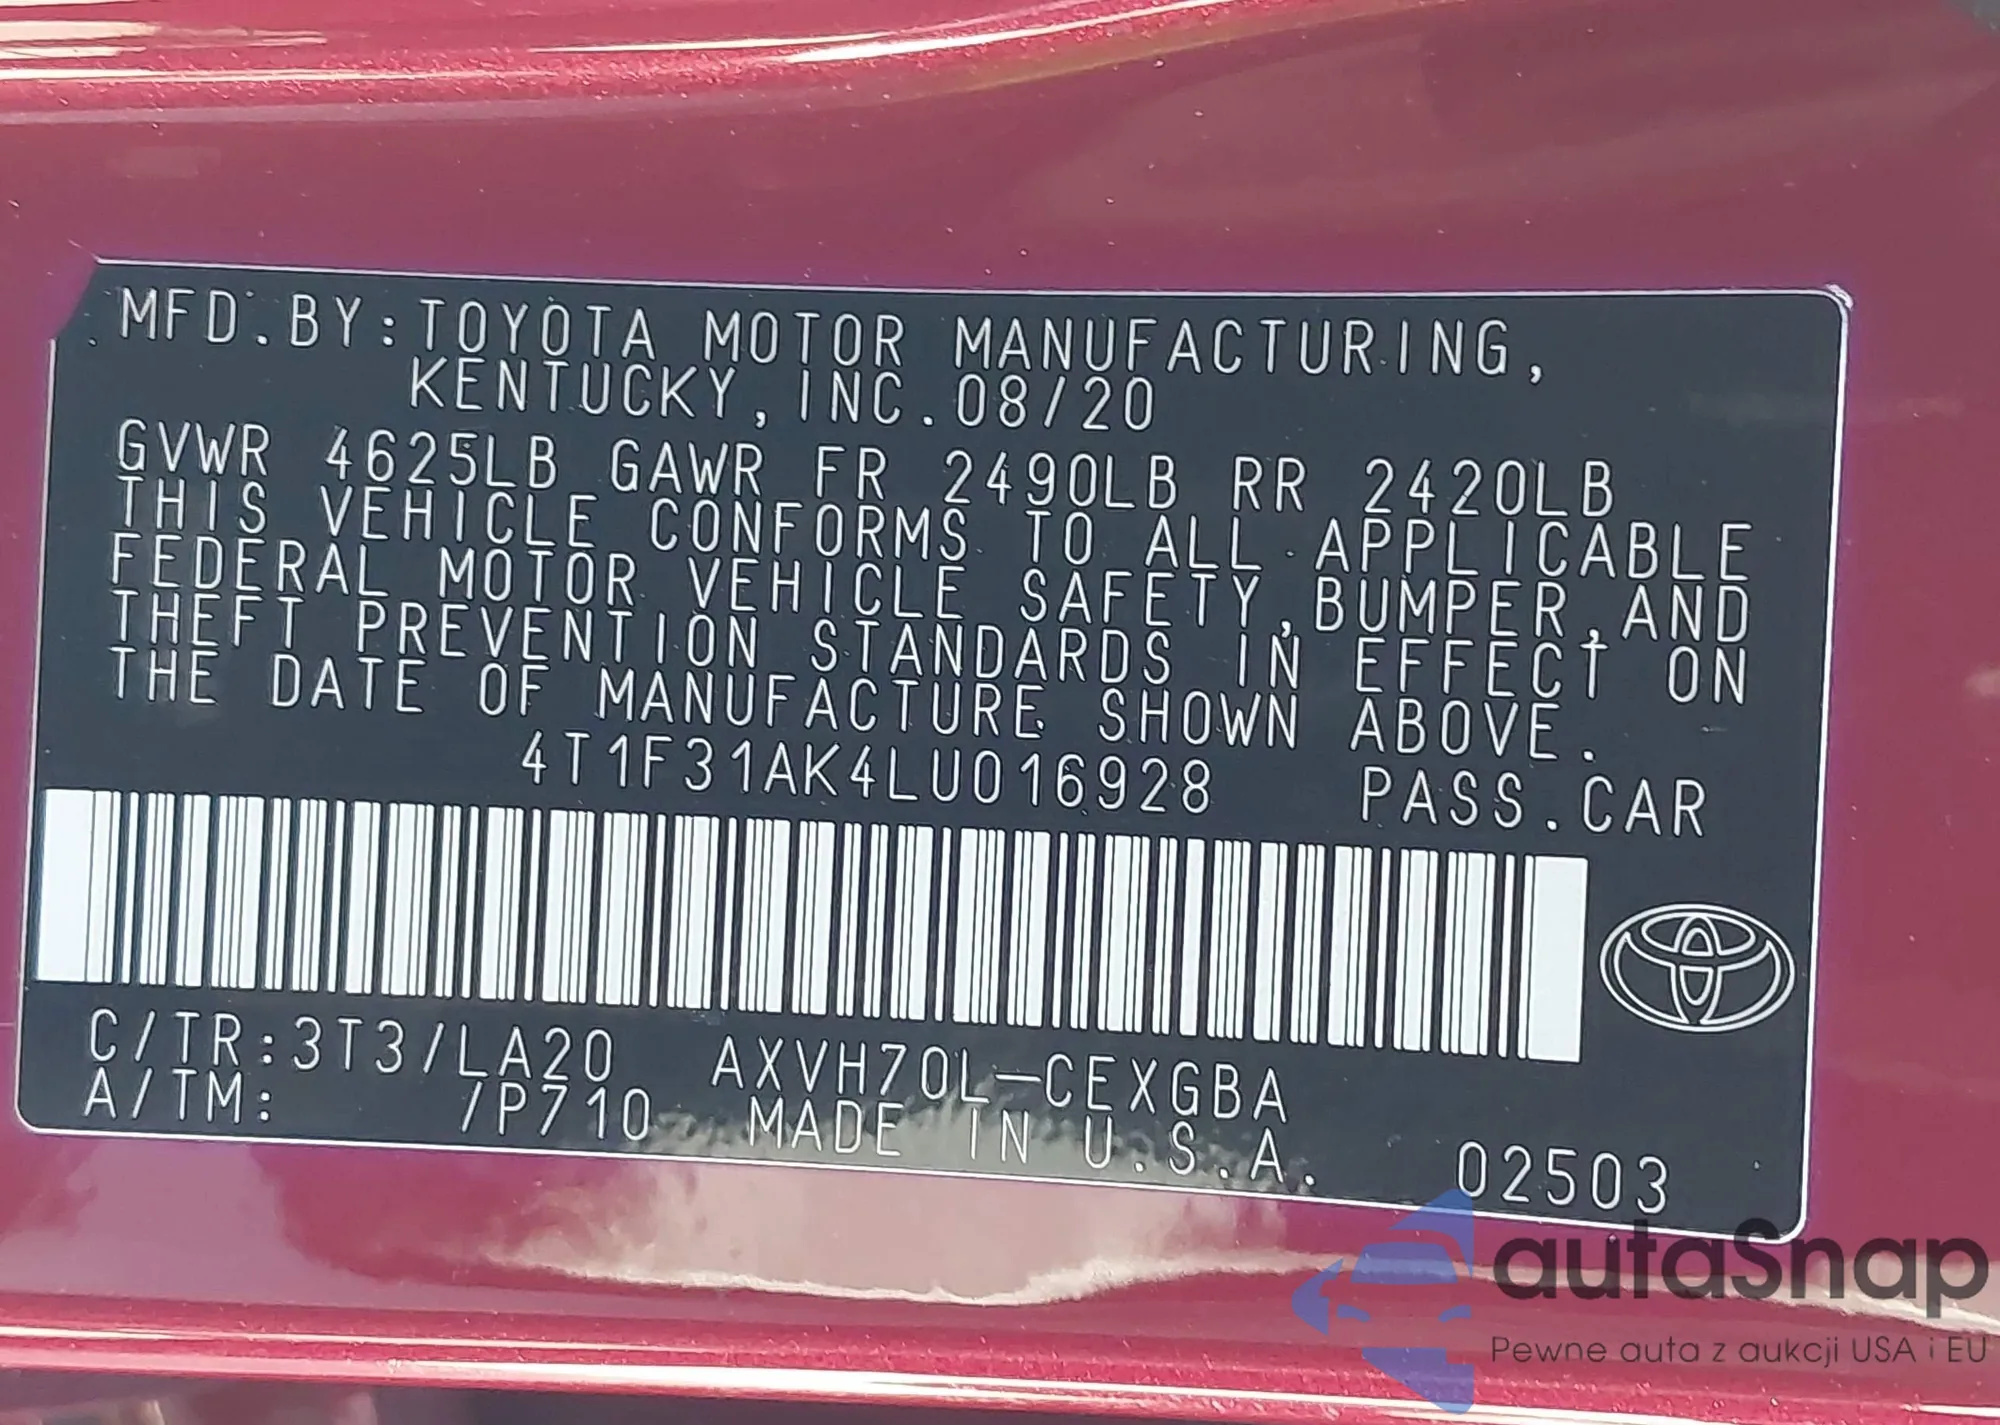 MFD.BY:TOYOTA MOTOR MANUFACTURING,
KENTUCKY,INC.08/20
GVWR 4625LB GAWR FR 2490LB RR 2420LB
THIS VEHICLE CONFORMS TO ALL APPLICABLE
FEDERAL MOTOR VEHICLE SAFETY,BUMPER,AND
THEFT PREVENTION STANDARDS IN EFFECT ON
THE DATE OF MANUFACTURE SHOWN ABOVE.
4T1F31AK4LU016928 PASS.CAR
C/TR:3T3/LA20 AXVH70L-CEXGBA
A/TM: /P710 MADE IN U.S.A. 02503
autaSnap
Pewne auta z aukcji USA i EU